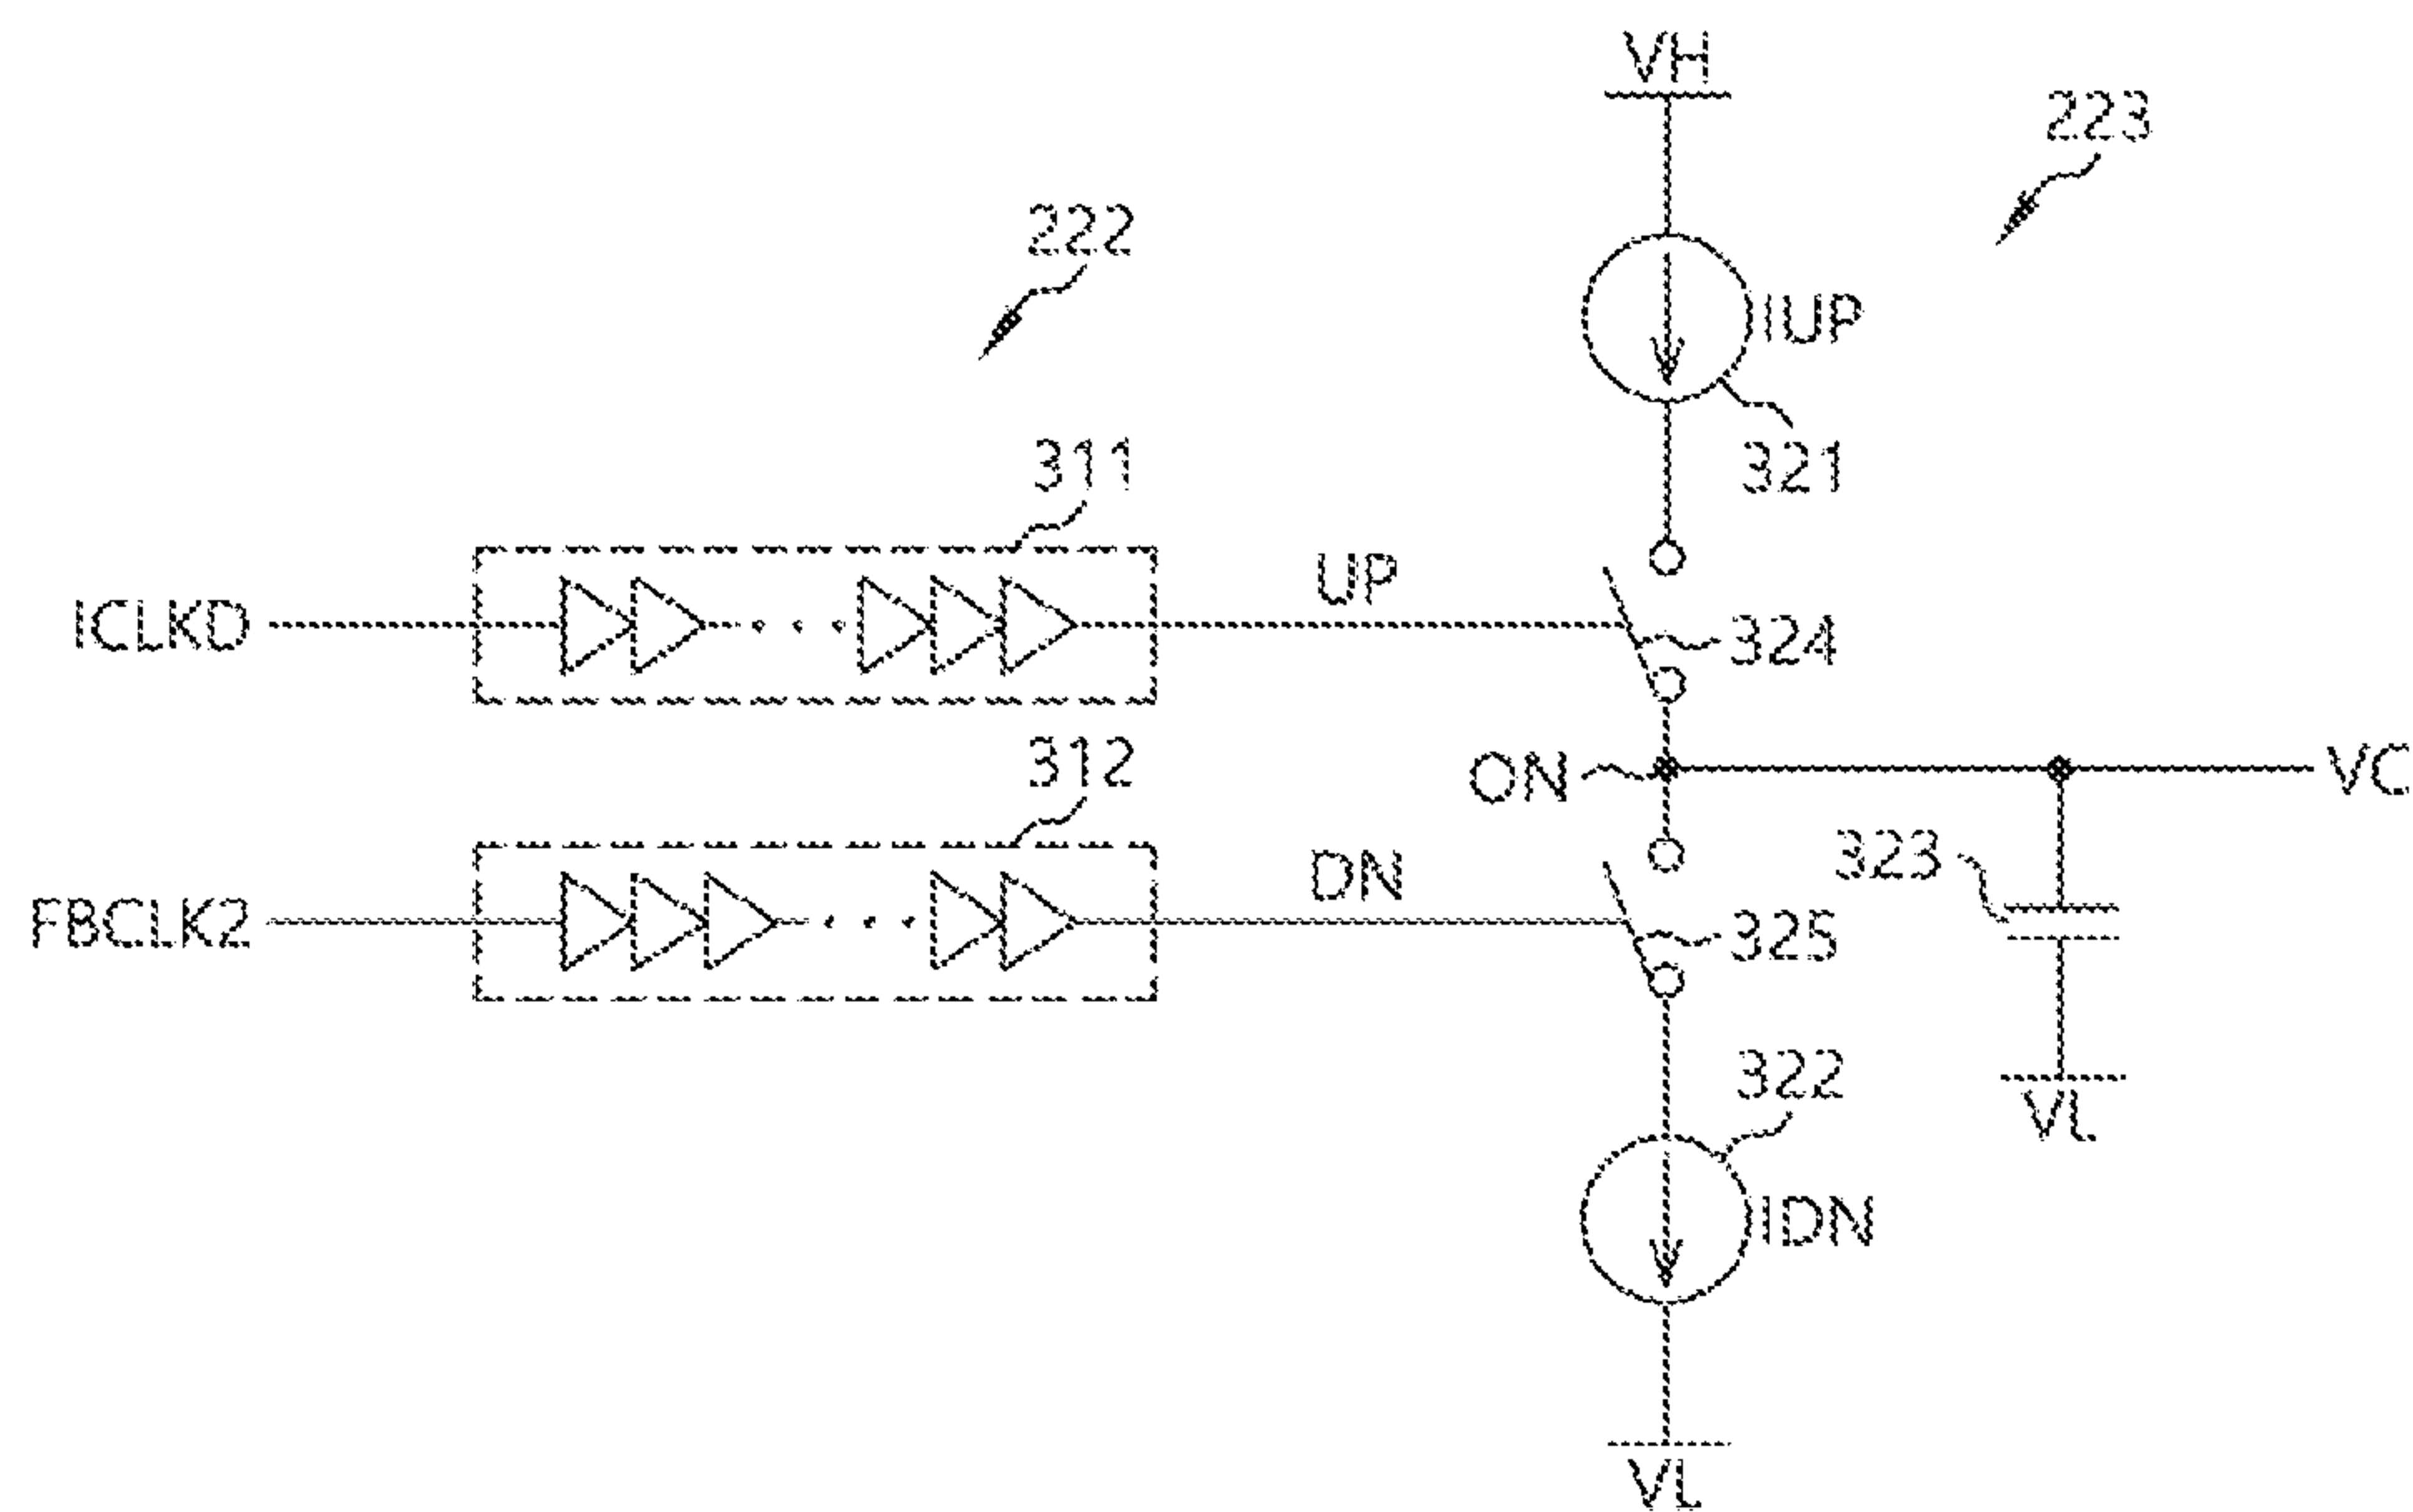 VH
223
222
IUP
321
311
UP
ICLKD
324
312
ON
VC
323
DN
FBCLK2
325
322
VL
IDN
VL